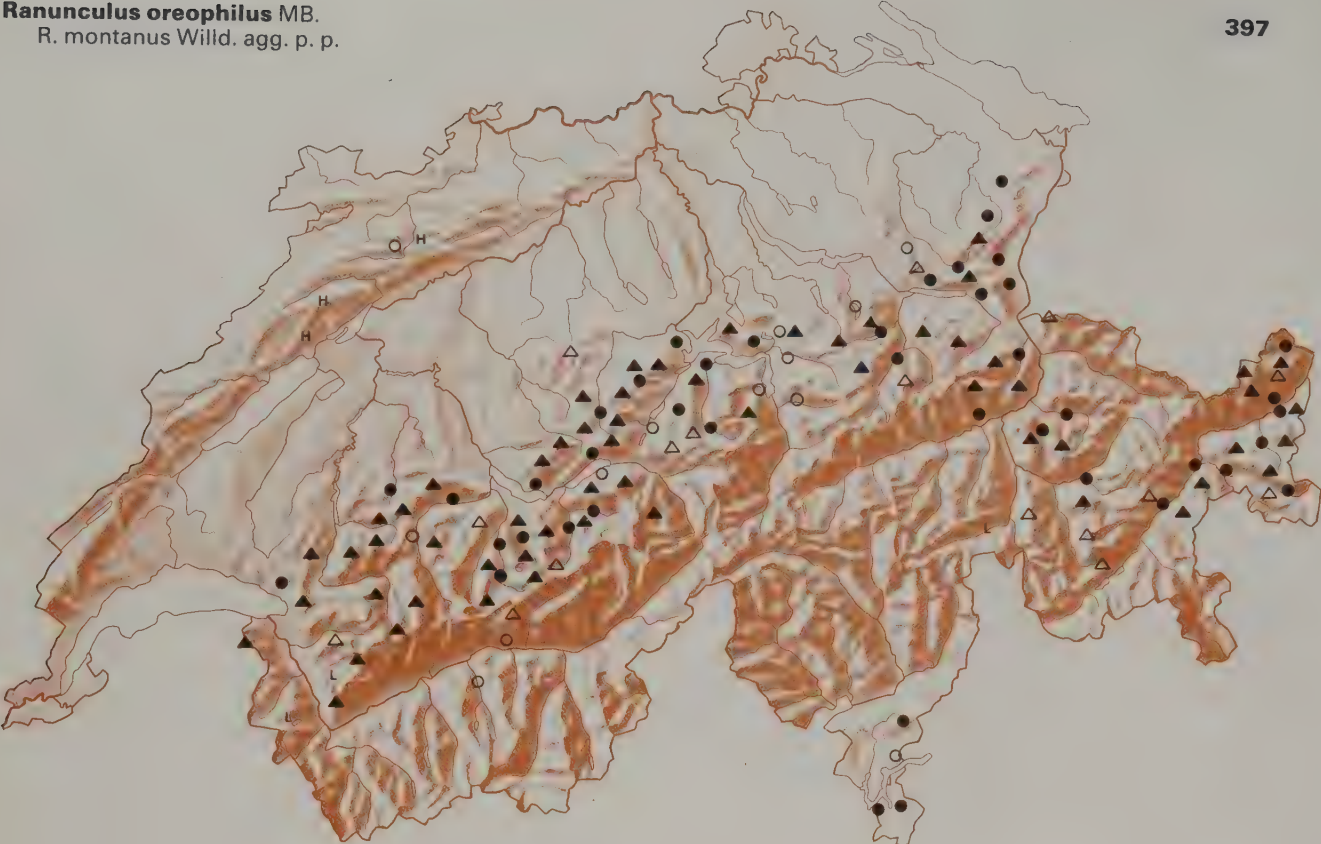 Ranunculus oreophilus MB.
R. montanus Willd. agg. p. p.
397
H
H
H
L
L
L